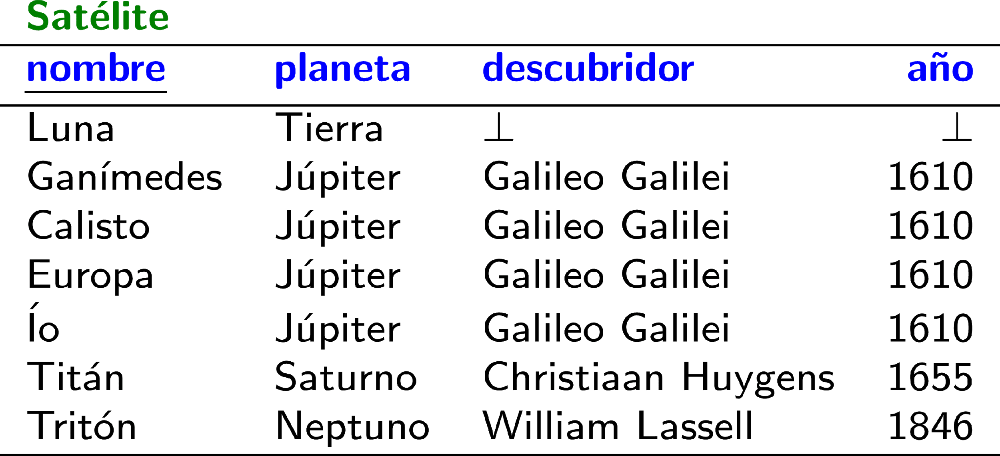 Satélite
nombre planeta descubridor año
Luna Tierra ⊥ ⊥
Ganímedes Júpiter Galileo Galilei 1610
Calisto Júpiter Galileo Galilei 1610
Europa Júpiter Galileo Galilei 1610
Ío Júpiter Galileo Galilei 1610
Titán Saturno Christiaan Huygens 1655
Tritón Neptuno William Lassell 1846